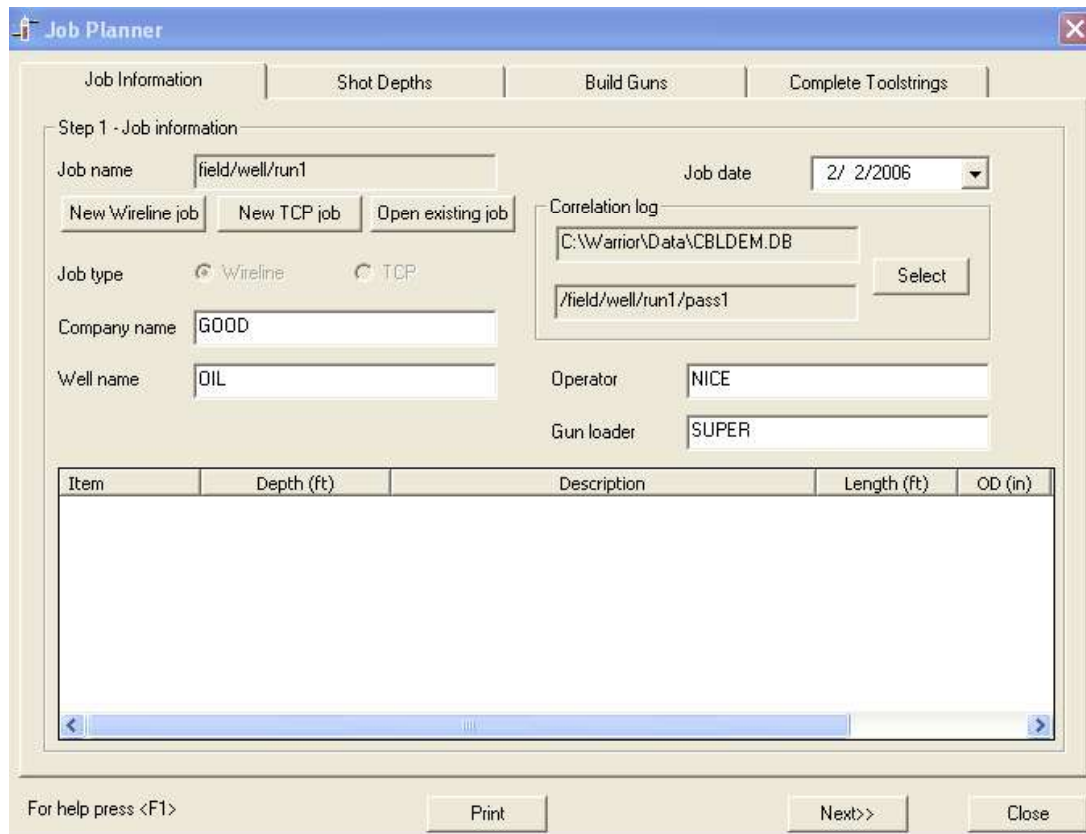 Job Planner
Job Information Shot Depths Build Guns Complete Toolstrings
Step 1 - Job information
Job name field/well/run1 Job date 2/ 2/2006
New Wireline job New TCP job Open existing job
Correlation log
C:\Warrior\Data\CBLDEM.DB
Select
/field/well/run1/pass1
Job type Wireline TCP
Company name GOOD
Well name OIL Operator NICE
Gun loader SUPER
Item Depth (ft) Description Length (ft) OD (in)
For help press <F1> Print Next>> Close